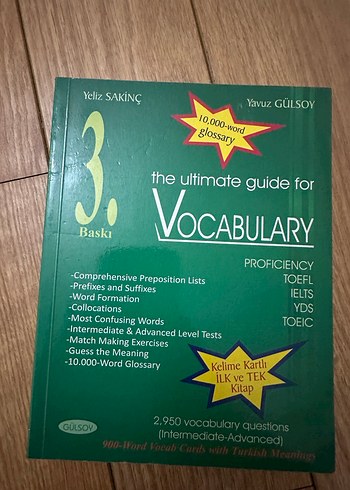 Yeliz SAKİNÇ
Yavuz GÜLSOY
10,000-word
glossary
3.
Baskı
the ultimate guide for
VOCABULARY
PROFICIENCY
TOEFL
IELTS
YDS
TOEIC
-Comprehensive Preposition Lists
-Prefixes and Suffixes
-Word Formation
-Collocations
-Most Confusing Words
-Intermediate & Advanced Level Tests
-Match Making Exercises
-Guess the Meaning
-10.000-Word Glossary
Kelime Kartlı
İLK ve TEK
Kitap
GÜLSOY
2,950 vocabulary questions
(Intermediate-Advanced)
900-Word Vocab Cards with Turkish Meanings